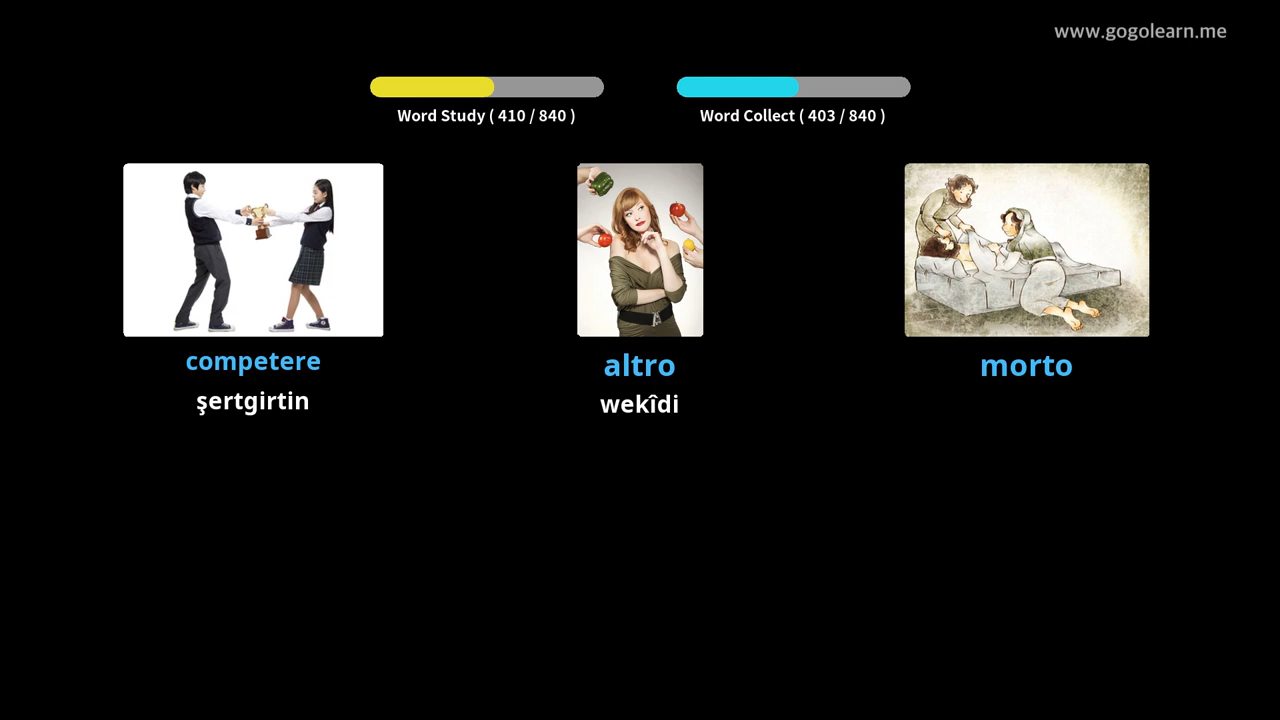 www.gogolearn.me
Word Study ( 410 / 840 )
Word Collect ( 403 / 840 )
competere
altro
morto
şertgirtin
wekîdi